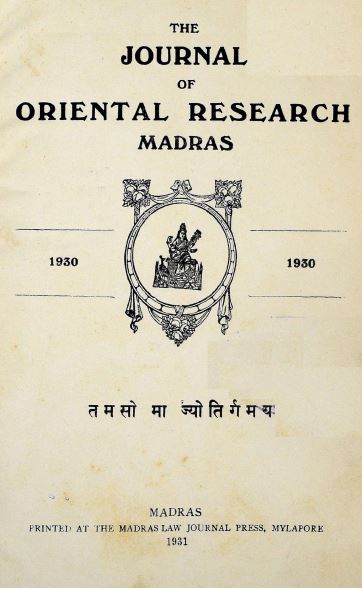 THE
JOURNAL
OF
ORIENTAL RESEARCH
MADRAS
1930 1930
तमसो मा ज्योतिर्गमय
MADRAS
PRINTED AT THE MADRAS LAW JOURNAL PRESS, MYLAPORE
1931